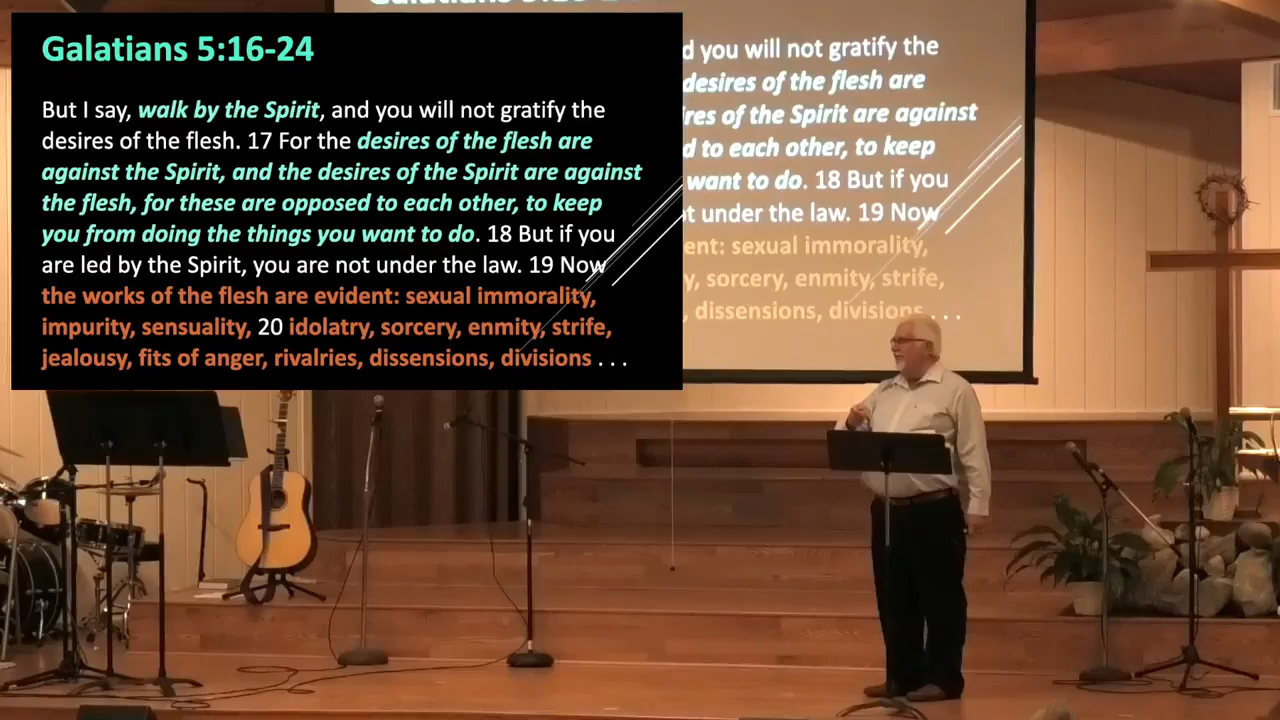 Galatians 5:16-24
But I say, walk by the Spirit, and you will not gratify the
desires of the flesh. 17 For the desires of the flesh are
against the Spirit, and the desires of the Spirit are against
the flesh, for these are opposed to each other, to keep
you from doing the things you want to do. 18 But if you
are led by the Spirit, you are not under the law. 19 Now
the works of the flesh are evident: sexual immorality,
impurity, sensuality, 20 idolatry, sorcery, enmity, strife,
jealousy, fits of anger, rivalries, dissensions, divisions . . .
you will not gratify the
desires of the flesh are
of the Spirit are against
to each other, to keep
want to do. 18 But if you
under the law. 19 Now
sexual immorality,
sorcery, enmity, strife,
dissensions, divisions . . .